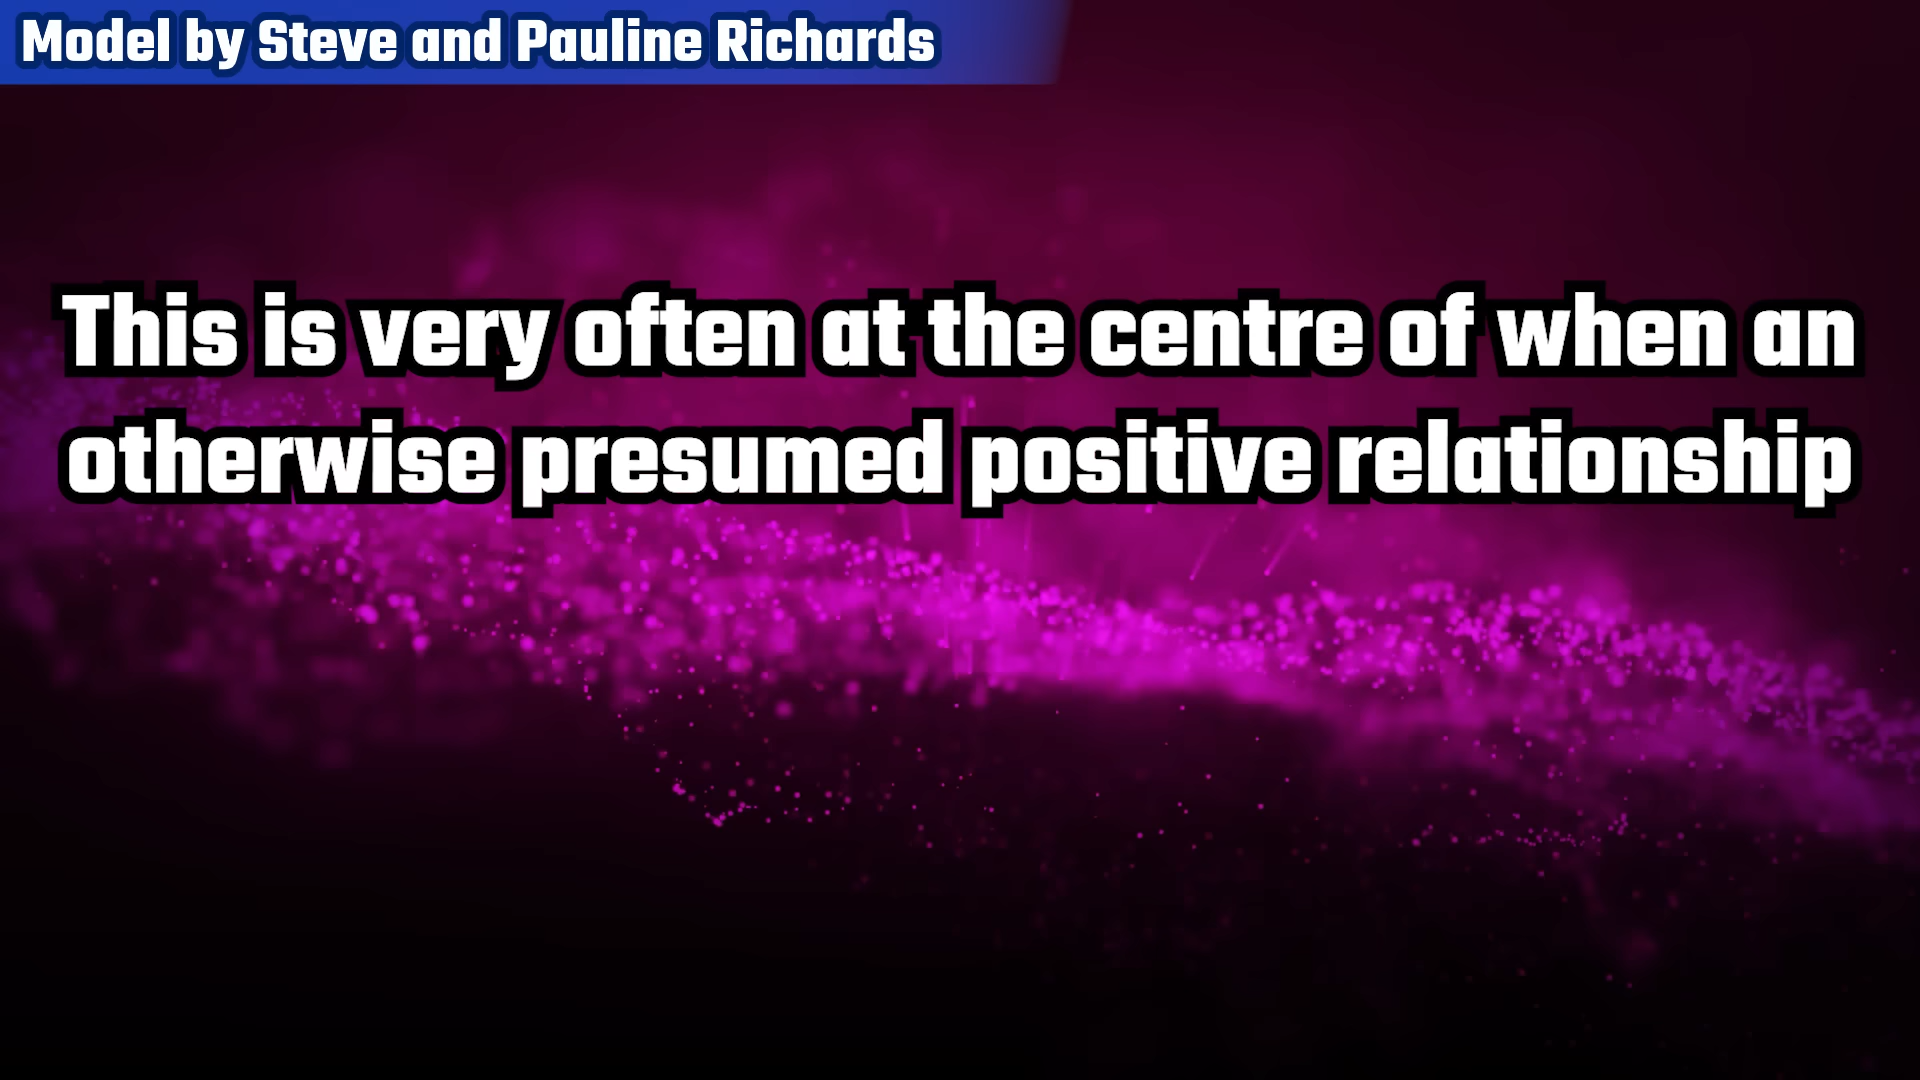 Model by Steve and Pauline Richards
This is very often at the centre of when an
otherwise presumed positive relationship